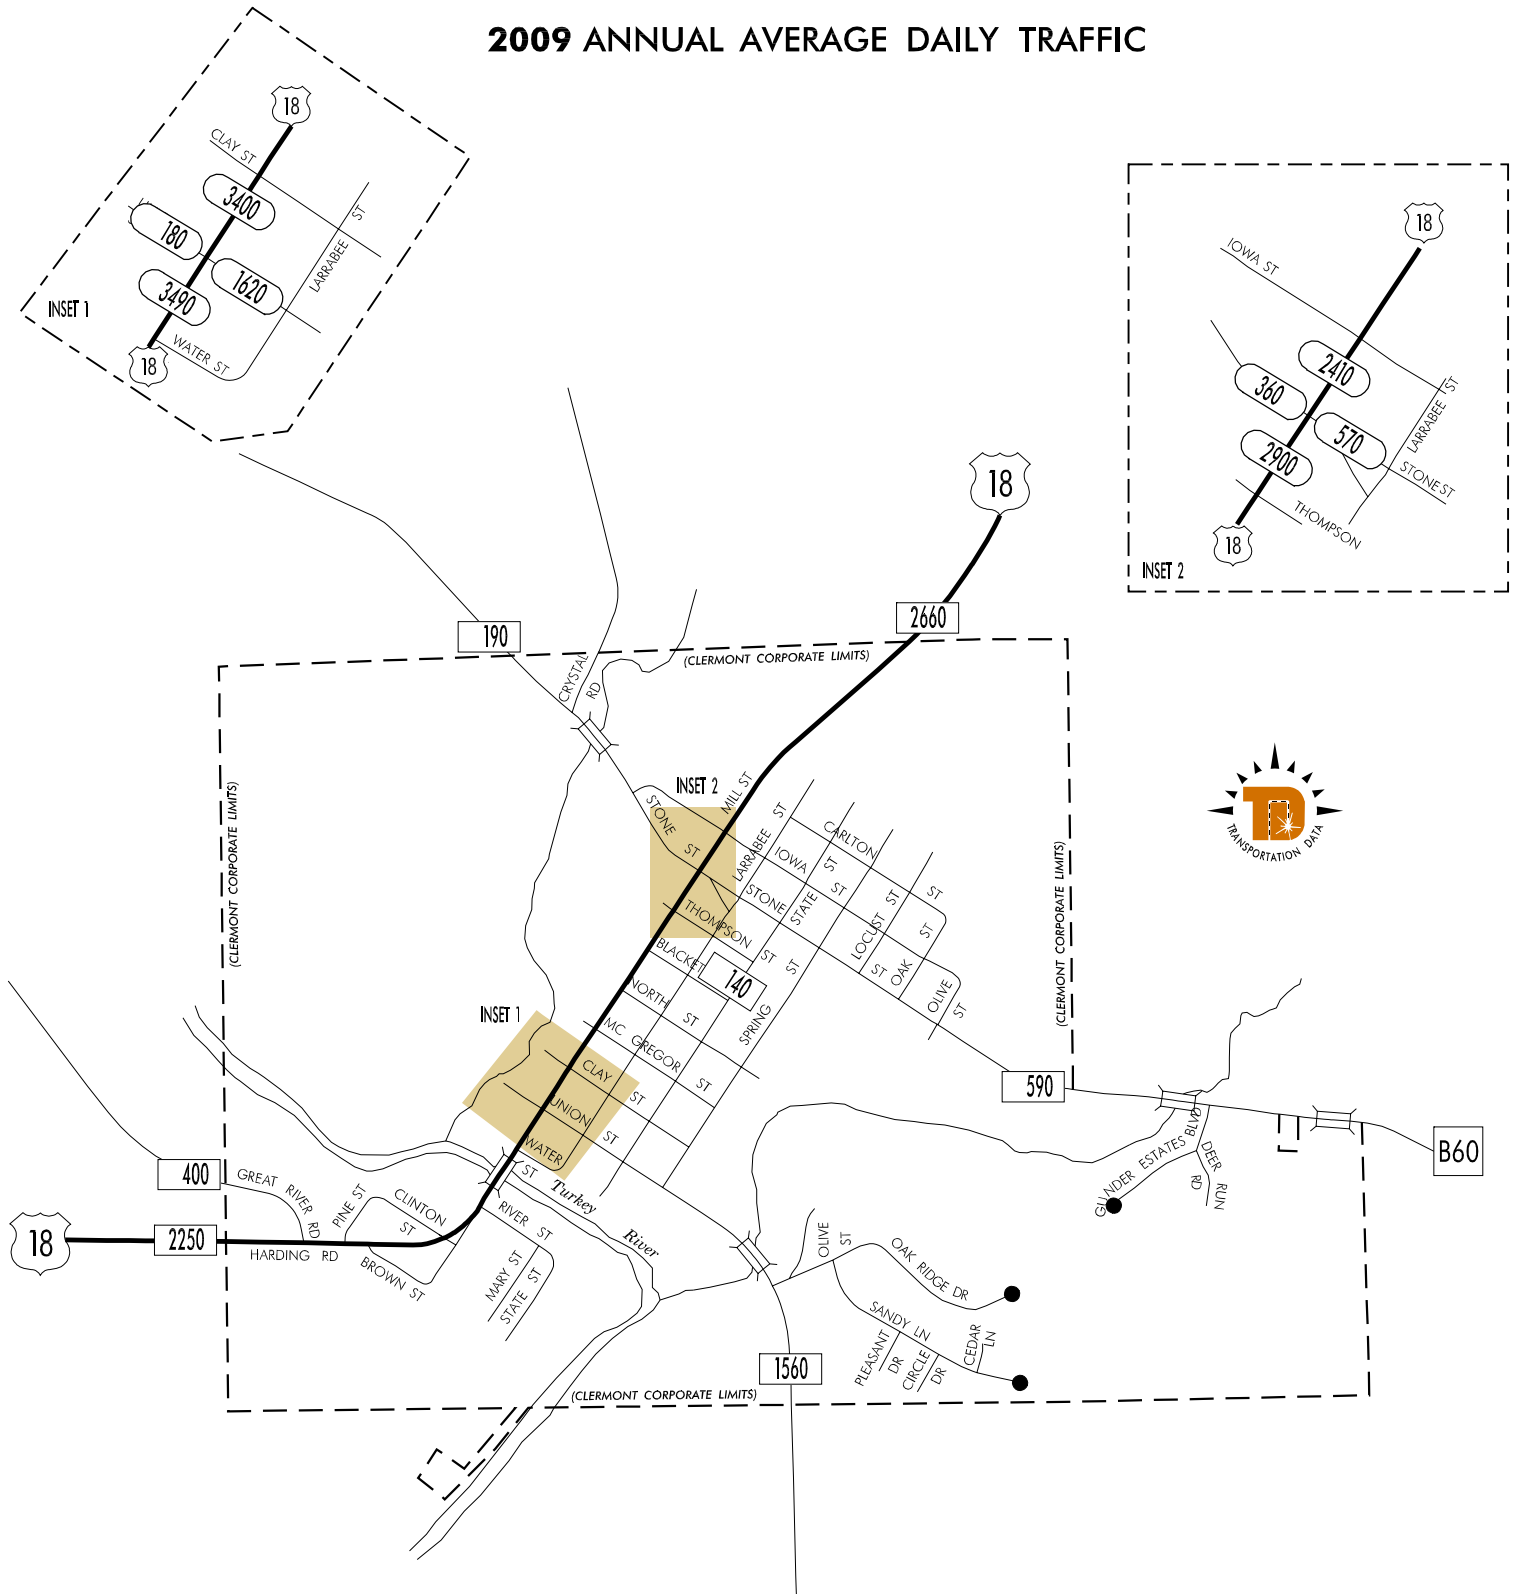 2009 ANNUAL AVERAGE DAILY TRAFFIC
18
CLAY ST
3400
180
LARRABEE ST
1620
3490
INSET 1
WATER ST
18
18
IOWA ST
2410
360
570
LARRABEE ST
2900
STONE ST
THOMPSON
18
INSET 2
18
2660
190
(CLERMONT CORPORATE LIMITS)
CRYSTAL RD
INSET 2
MILL ST
STONE ST
LARRABEE ST
CARLTON ST
IOWA ST
STATE ST
STONE ST
LOCUST ST
OAK ST
OLIVE ST
THOMPSON ST
BLACKET
140
SPRING ST
NORTH ST
MC GREGOR ST
INSET 1
CLAY ST
UNION ST
WATER ST
(CLERMONT CORPORATE LIMITS)
(CLERMONT CORPORATE LIMITS)
TRANSPORTATION DATA
590
B60
GUNDER ESTATES BLVD
DEER RUN RD
400
GREAT RIVER RD
PINE ST
CLINTON ST
18
2250
HARDING RD
BROWN ST
RIVER ST
MARY ST
STATE ST
Turkey River
OLIVE ST
OAK RIDGE DR
SANDY LN
PLEASANT DR
CIRCLE DR
CEDAR LN
1560
(CLERMONT CORPORATE LIMITS)